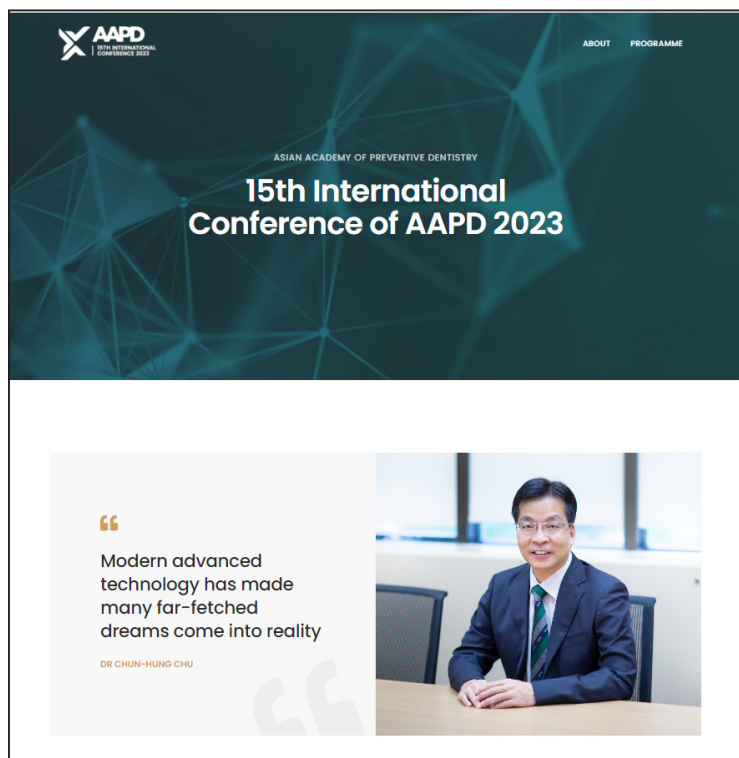 AAPD
15TH INTERNATIONAL
CONFERENCE 2023
ABOUT PROGRAMME
ASIAN ACADEMY OF PREVENTIVE DENTISTRY
15th International
Conference of AAPD 2023
Modern advanced
technology has made
many far-fetched
dreams come into reality
DR CHUN-HUNG CHU